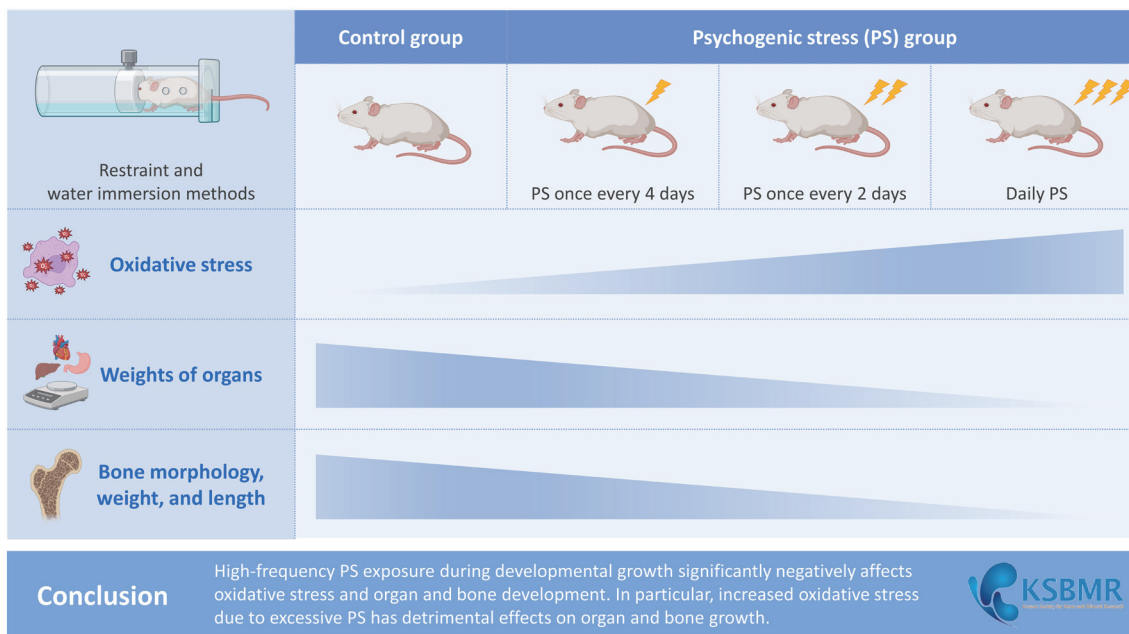 Control group
Psychogenic stress (PS) group
Restraint and
water immersion methods
PS once every 4 days
PS once every 2 days
Daily PS
Oxidative stress
Weights of organs
Bone morphology,
weight, and length
Conclusion
High-frequency PS exposure during developmental growth significantly negatively affects
oxidative stress and organ and bone development. In particular, increased oxidative stress
due to excessive PS has detrimental effects on organ and bone growth.
KSBMR